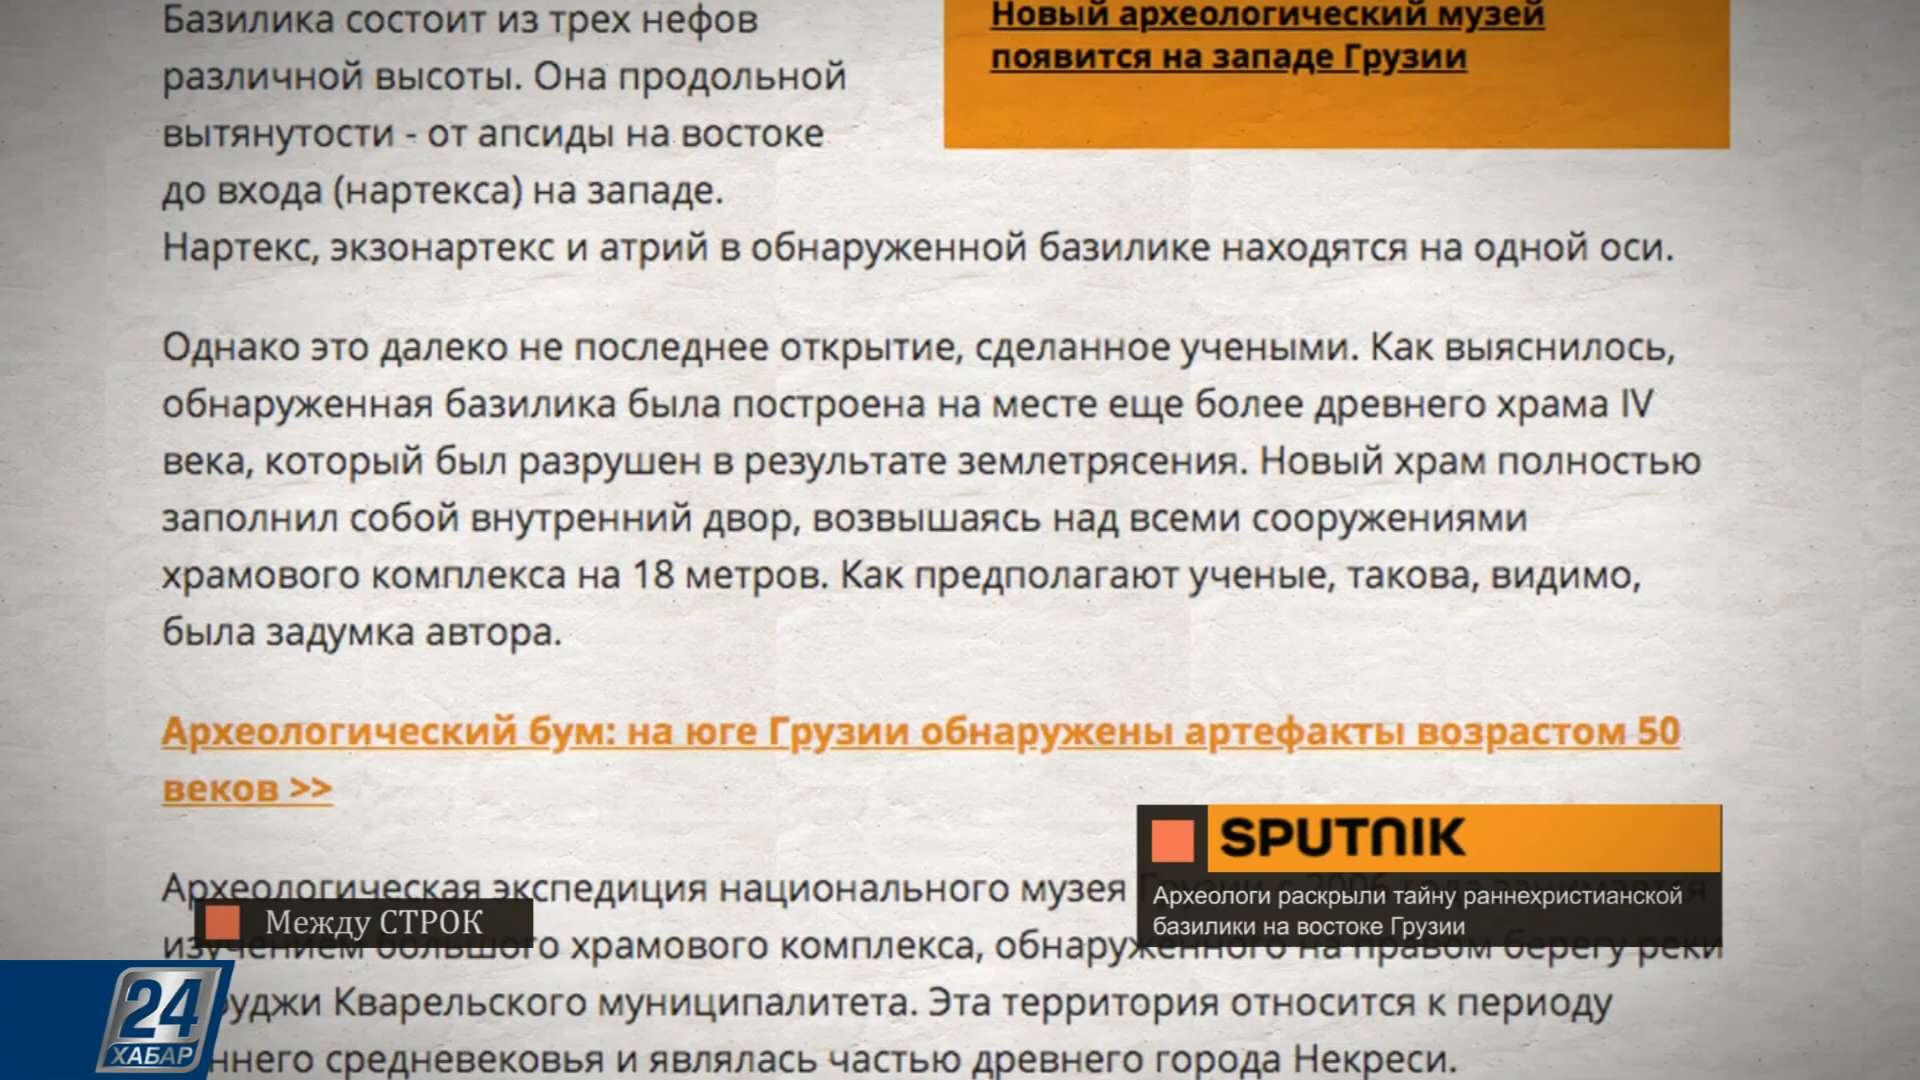 Базилика состоит из трех нефов
различной высоты. Она продольной
вытянутости - от апсиды на востоке
до входа (нартекса) на западе.
Нартекс, экзонартекс и атрий в обнаруженной базилике находятся на одной оси.
Новый археологический музей
появится на западе Грузии
Однако это далеко не последнее открытие, сделанное учеными. Как выяснилось,
обнаруженная базилика была построена на месте еще более древнего храма IV
века, который был разрушен в результате землетрясения. Новый храм полностью
заполнил собой внутренний двор, возвышаясь над всеми сооружениями
храмового комплекса на 18 метров. Как предполагают ученые, такова, видимо,
была задумка автора.
Археологический бум: на юге Грузии обнаружены артефакты возрастом 50
веков >>
Археологическая экспедиция национального музея Грузии с 2006 года занимается
изучением большого храмового комплекса, обнаруженного на правом берегу реки
Кварельского муниципалитета. Эта территория относится к периоду
средневековья и являлась частью древнего города Некреси.
SPUTNIK
Археологи раскрыли тайну раннехристианской
базилики на востоке Грузии
Между СТРОК
24
ХАБАР